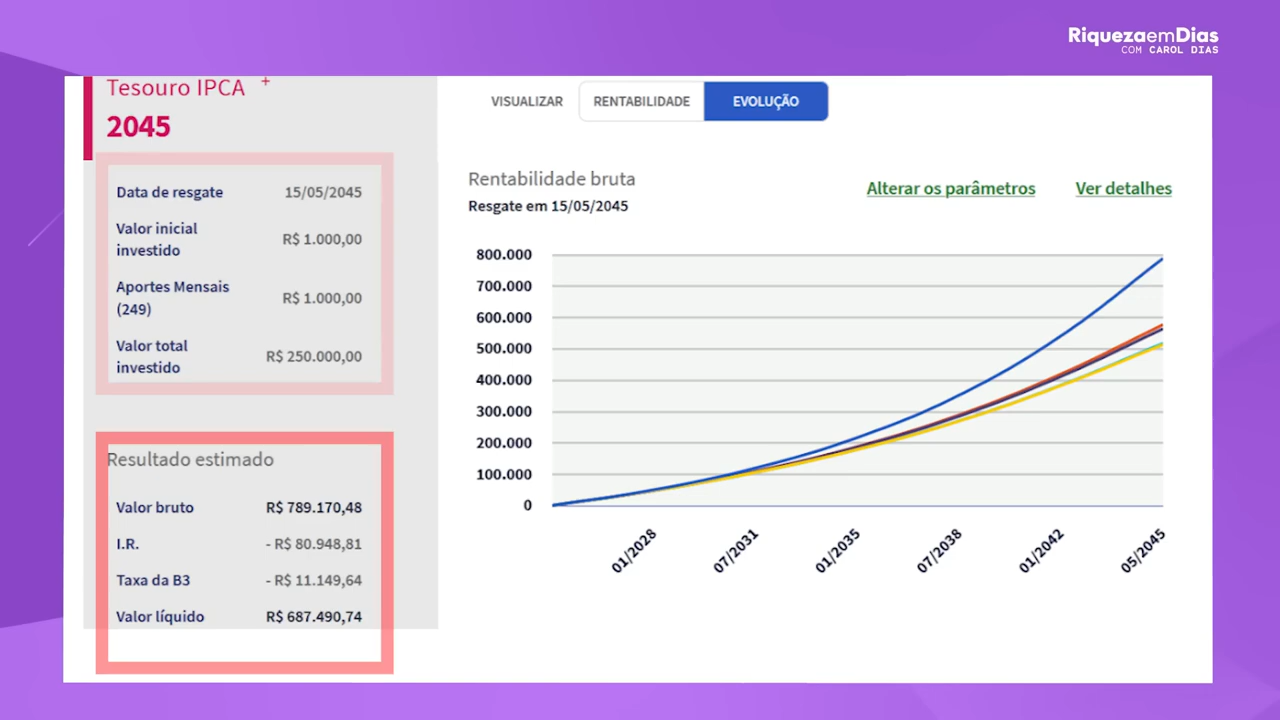 RiquezaemDias
COM CAROL DIAS
Tesouro IPCA +
2045
Data de resgate 15/05/2045
Valor inicial
investido R$ 1.000,00
Aportes Mensais
(249) R$ 1.000,00
Valor total
investido R$ 250.000,00
Resultado estimado
Valor bruto R$ 789.170,48
I.R. - R$ 80.948,81
Taxa da B3 - R$ 11.149,64
Valor líquido R$ 687.490,74
VISUALIZAR RENTABILIDADE EVOLUÇÃO
Rentabilidade bruta
Resgate em 15/05/2045
Alterar os parâmetros Ver detalhes
800.000
700.000
600.000
500.000
400.000
300.000
200.000
100.000
0
01/2028 07/2031 01/2035 07/2038 01/2042 05/2045